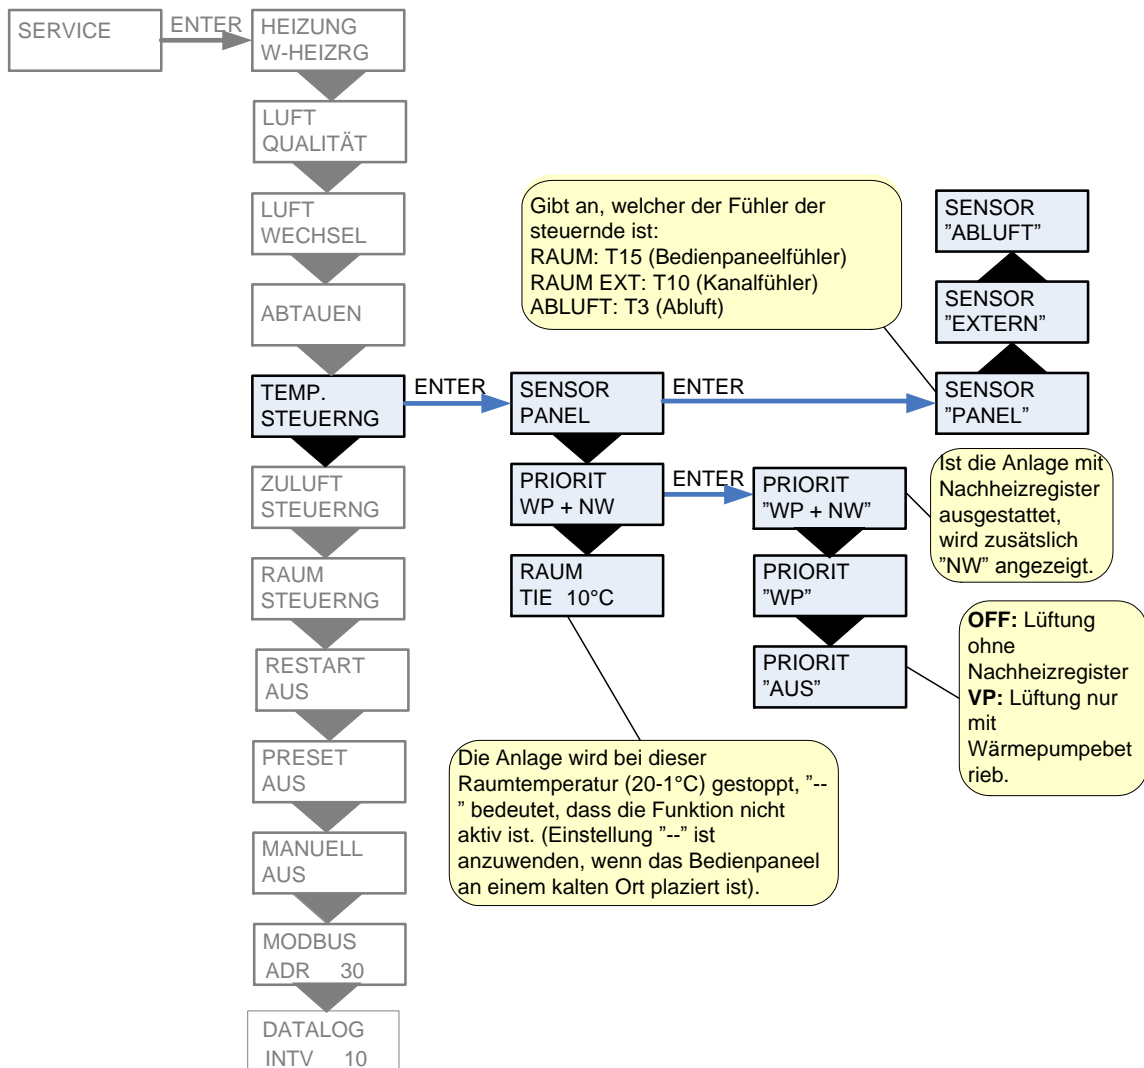 SERVICE
ENTER
HEIZUNG
W-HEIZRG
LUFT
QUALITÄT
LUFT
WECHSEL
ABTAUEN
TEMP.
STEUERNG
ENTER
SENSOR
PANEL
ENTER
SENSOR
"PANEL"
SENSOR
"EXTERN"
SENSOR
"ABLUFT"
Gibt an, welcher der Fühler der
steuernde ist:
RAUM: T15 (Bedienpaneelfühler)
RAUM EXT: T10 (Kanalfühler)
ABLUFT: T3 (Abluft)
ZULUFT
STEUERNG
PRIORIT
WP + NW
ENTER
PRIORIT
"WP + NW"
Ist die Anlage mit
Nachheizregister
ausgestattet,
wird zusätslich
"NW" angezeigt.
RAUM
STEUERNG
RAUM
TIE 10°C
PRIORIT
"WP"
PRIORIT
"AUS"
OFF: Lüftung
ohne
Nachheizregister
VP: Lüftung nur
mit
Wärmepumpebet
rieb.
RESTART
AUS
PRESET
AUS
Die Anlage wird bei dieser
Raumtemperatur (20-1°C) gestoppt, "--
" bedeutet, dass die Funktion nicht
aktiv ist. (Einstellung "--" ist
anzuwenden, wenn das Bedienpaneel
an einem kalten Ort plaziert ist).
MANUELL
AUS
MODBUS
ADR 30
DATALOG
INTV 10